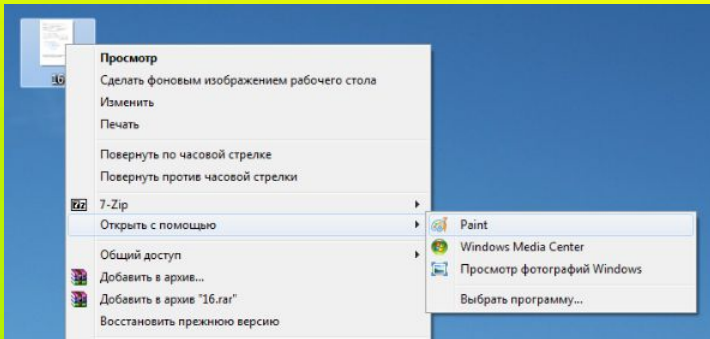 16
Просмотр
Сделать фоновым изображением рабочего стола
Изменить
Печать
Повернуть по часовой стрелке
Повернуть против часовой стрелки
7-Zip
Открыть с помощью
Общий доступ
Добавить в архив...
Добавить в архив "16.rar"
Восстановить прежнюю версию
Paint
Windows Media Center
Просмотр фотографий Windows
Выбрать программу...